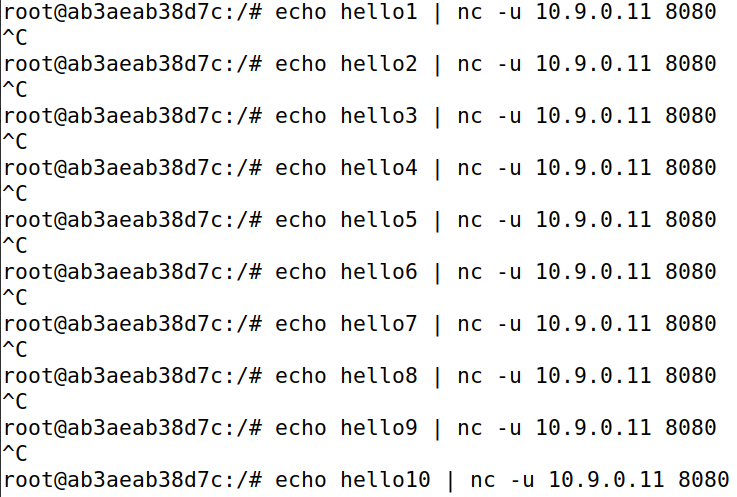 root@ab3aeab38d7c:/# echo hello1 | nc -u 10.9.0.11 8080
^C
root@ab3aeab38d7c:/# echo hello2 | nc -u 10.9.0.11 8080
^C
root@ab3aeab38d7c:/# echo hello3 | nc -u 10.9.0.11 8080
^C
root@ab3aeab38d7c:/# echo hello4 | nc -u 10.9.0.11 8080
^C
root@ab3aeab38d7c:/# echo hello5 | nc -u 10.9.0.11 8080
^C
root@ab3aeab38d7c:/# echo hello6 | nc -u 10.9.0.11 8080
^C
root@ab3aeab38d7c:/# echo hello7 | nc -u 10.9.0.11 8080
^C
root@ab3aeab38d7c:/# echo hello8 | nc -u 10.9.0.11 8080
^C
root@ab3aeab38d7c:/# echo hello9 | nc -u 10.9.0.11 8080
^C
root@ab3aeab38d7c:/# echo hello10 | nc -u 10.9.0.11 8080